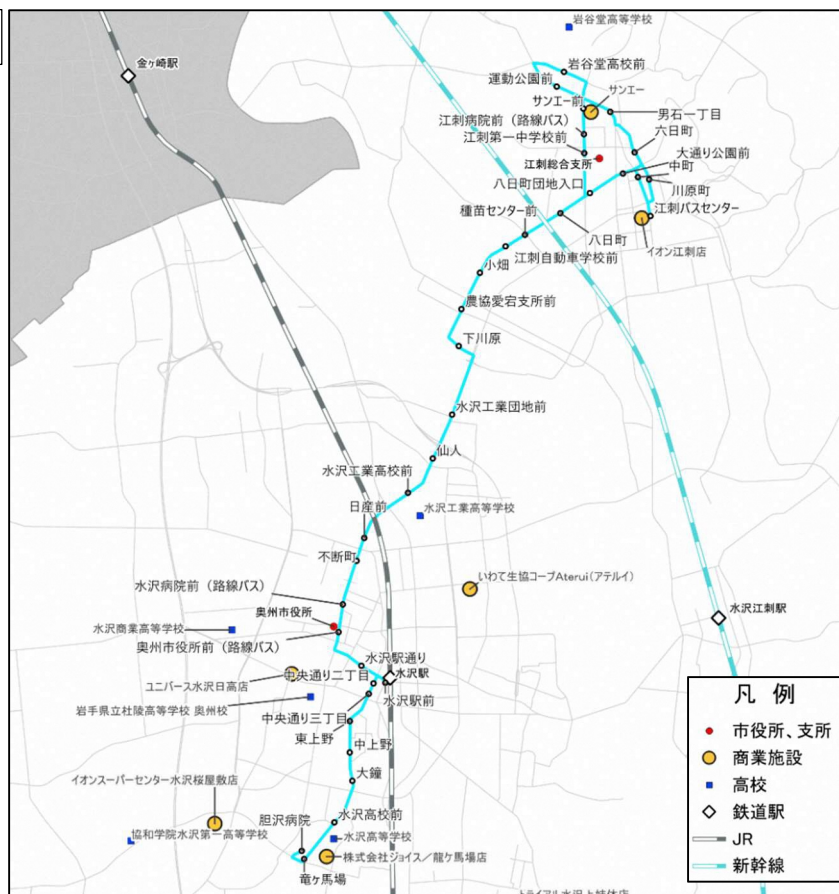 岩谷堂高等学校
金ヶ崎駅
岩谷堂高校前
運動公園前
サンエー
サンエー前
男石一丁目
江刺病院前（路線バス）
江刺第一中学校前
六日町
江刺総合支所
大通り公園前
中町
八日町団地入口
川原町
種苗センター前
江刺バスセンター
八日町
イオン江刺店
江刺自動車学校前
小畑
農協愛宕支所前
下川原
水沢工業団地前
仙人
水沢工業高校前
日産前
水沢工業高等学校
不断町
いわて生協コープAterui（アテルイ）
水沢病院前（路線バス）
奥州市役所
水沢江刺駅
水沢商業高等学校
奥州市役所前（路線バス）
水沢駅通り
中央通り二丁目
水沢駅
ユニバース水沢日高店
水沢駅前
岩手県立杜陵高等学校 奥州校
中央通り三丁目
東上野
中上野
大鐘
イオンスーパーセンター水沢桜屋敷店
水沢高校前
胆沢病院
協和学院水沢第一高等学校
水沢高等学校
株式会社ジョイス／龍ケ馬場店
竜ヶ馬場
凡 例
市役所、支所
商業施設
高校
鉄道駅
JR
新幹線